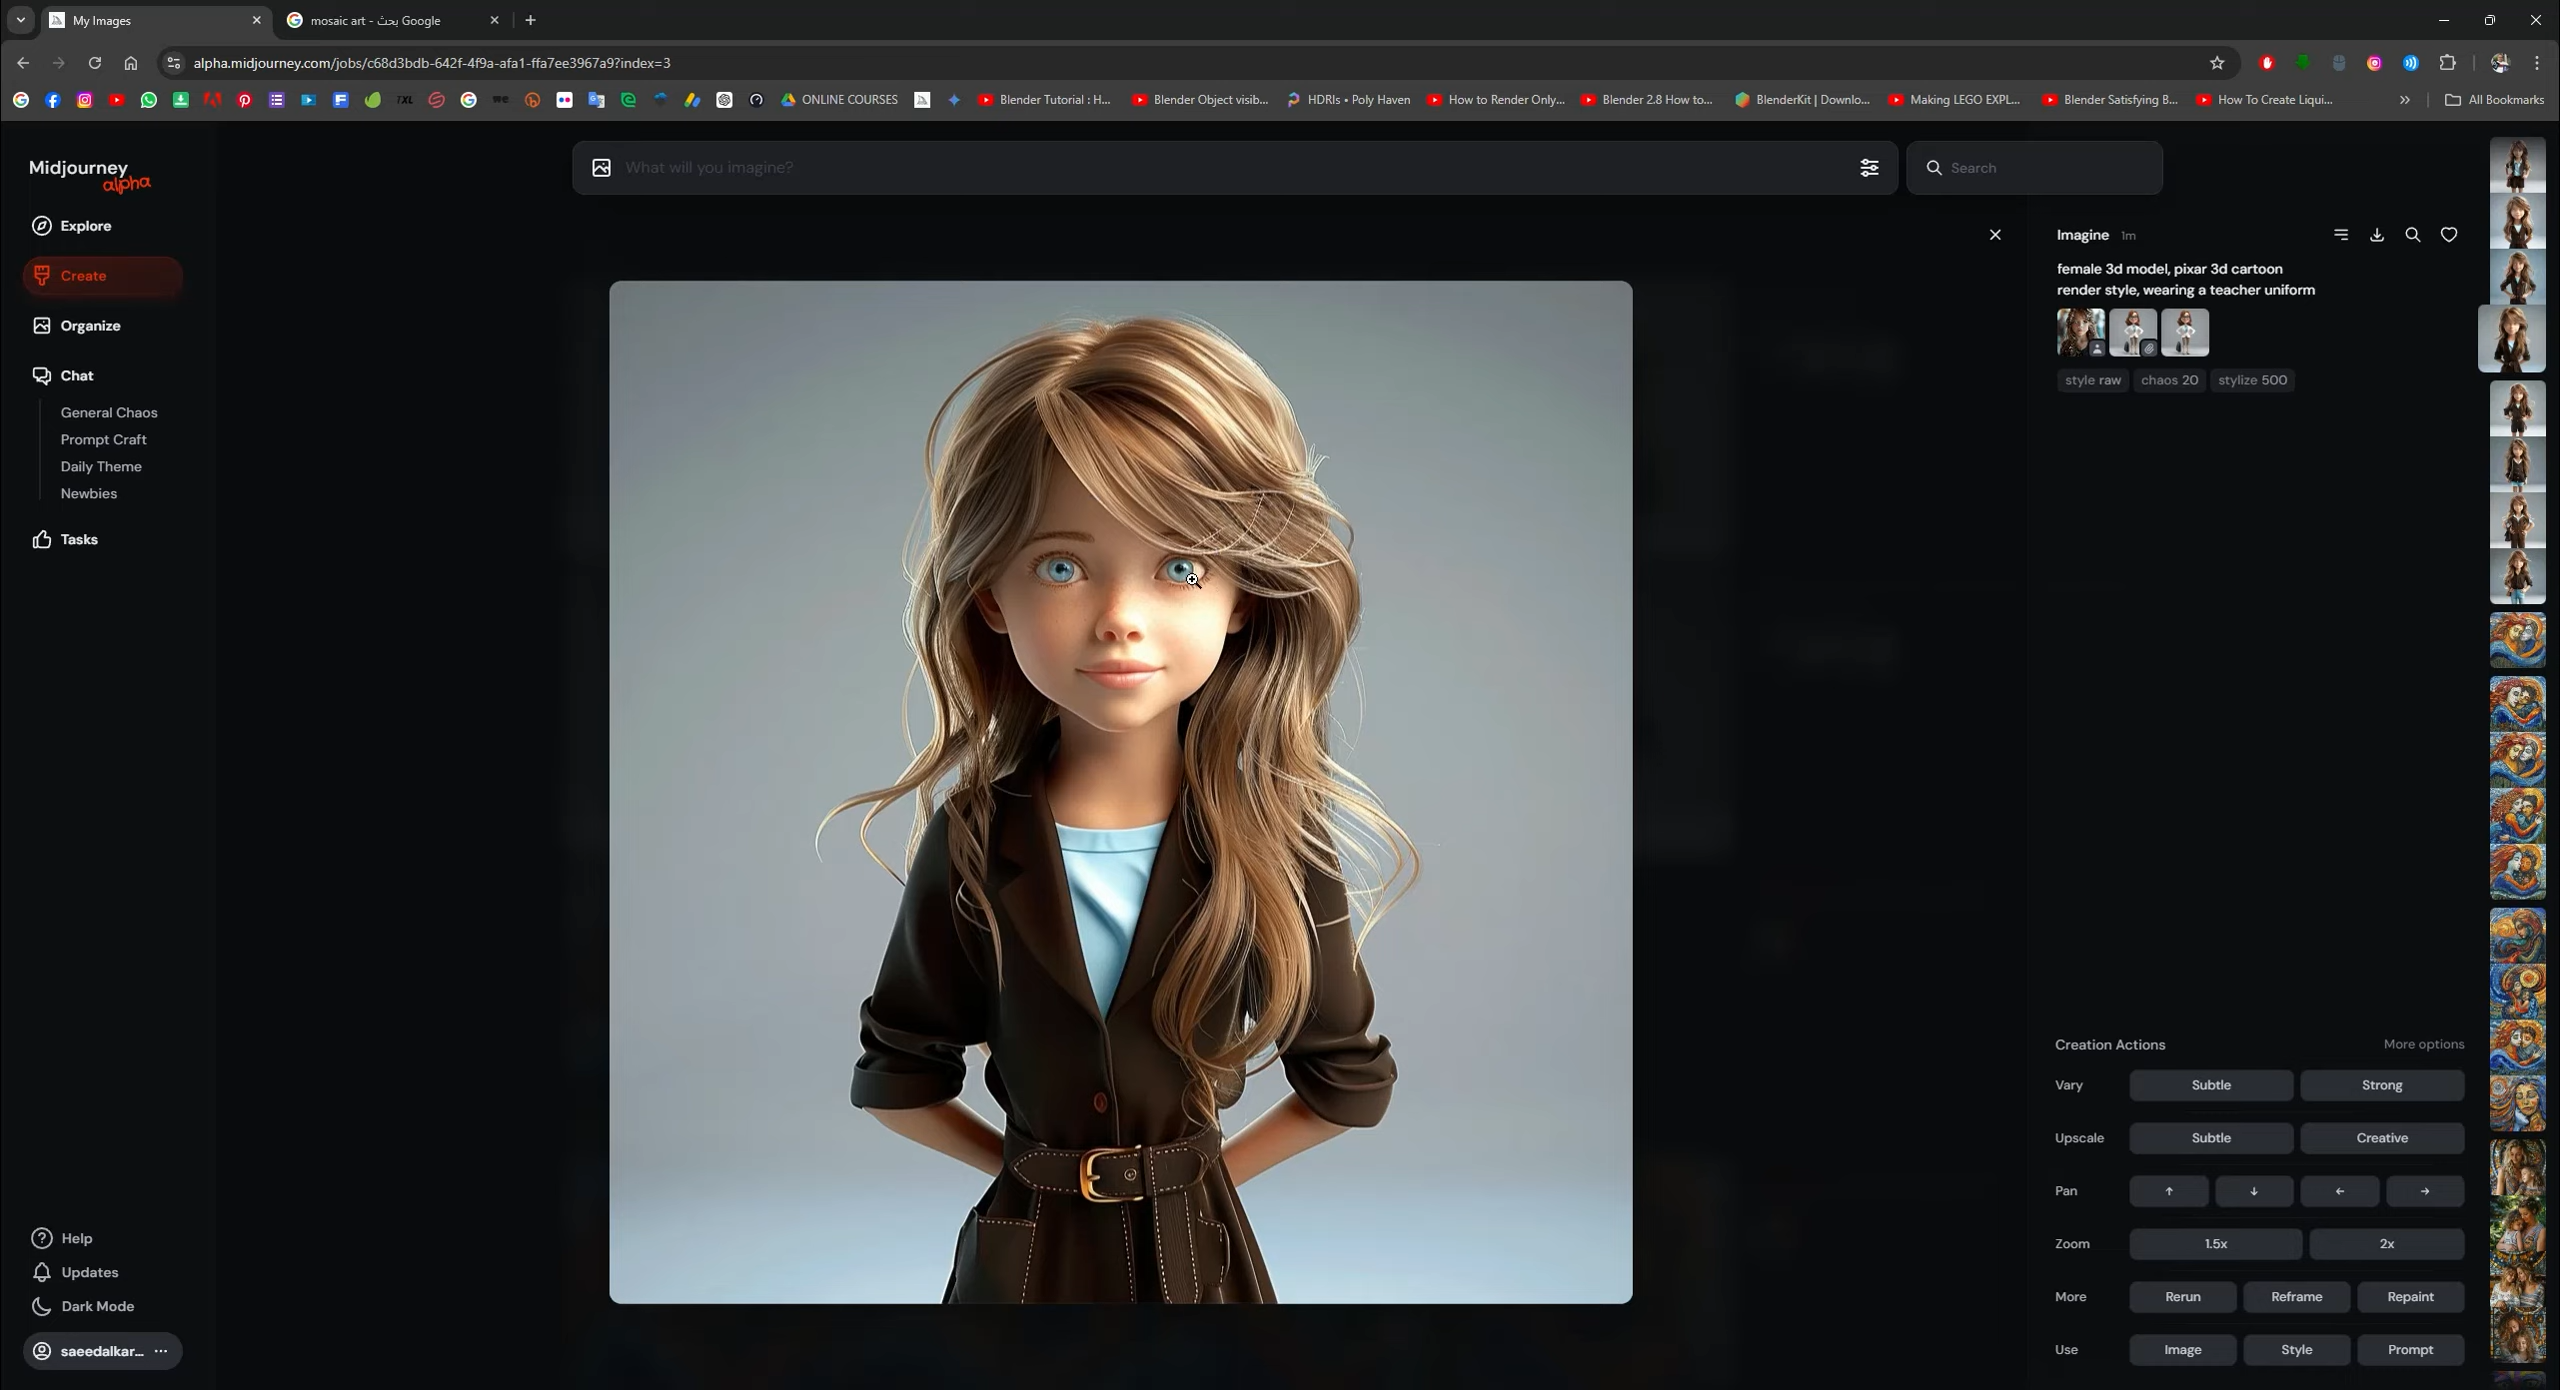 My Images
mosaic art - بحث Google
alpha.midjourney.com/jobs/c68d3bdb-642f-4f9a-afa1-ffa7ee3967a9?index=3
TXL
we
ONLINE COURSES
Blender Tutorial : H...
Blender Object visib...
HDRIs • Poly Haven
How to Render Only...
Blender 2.8 How to...
BlenderKit | Downlo...
Making LEGO EXPL...
Blender Satisfying B...
How To Create Liqui...
All Bookmarks
Midjourney
alpha
What will you imagine?
Search
Explore
Create
Organize
Chat
General Chaos
Prompt Craft
Daily Theme
Newbies
Tasks
Help
Updates
Dark Mode
saeedalkar...
Imagine 1m
female 3d model, pixar 3d cartoon
render style, wearing a teacher uniform
style raw chaos 20 stylize 500
Creation Actions More options
Vary Subtle Strong
Upscale Subtle Creative
Pan ↑ ↓ ← →
Zoom 1.5x 2x
More Rerun Reframe Repaint
Use Image Style Prompt